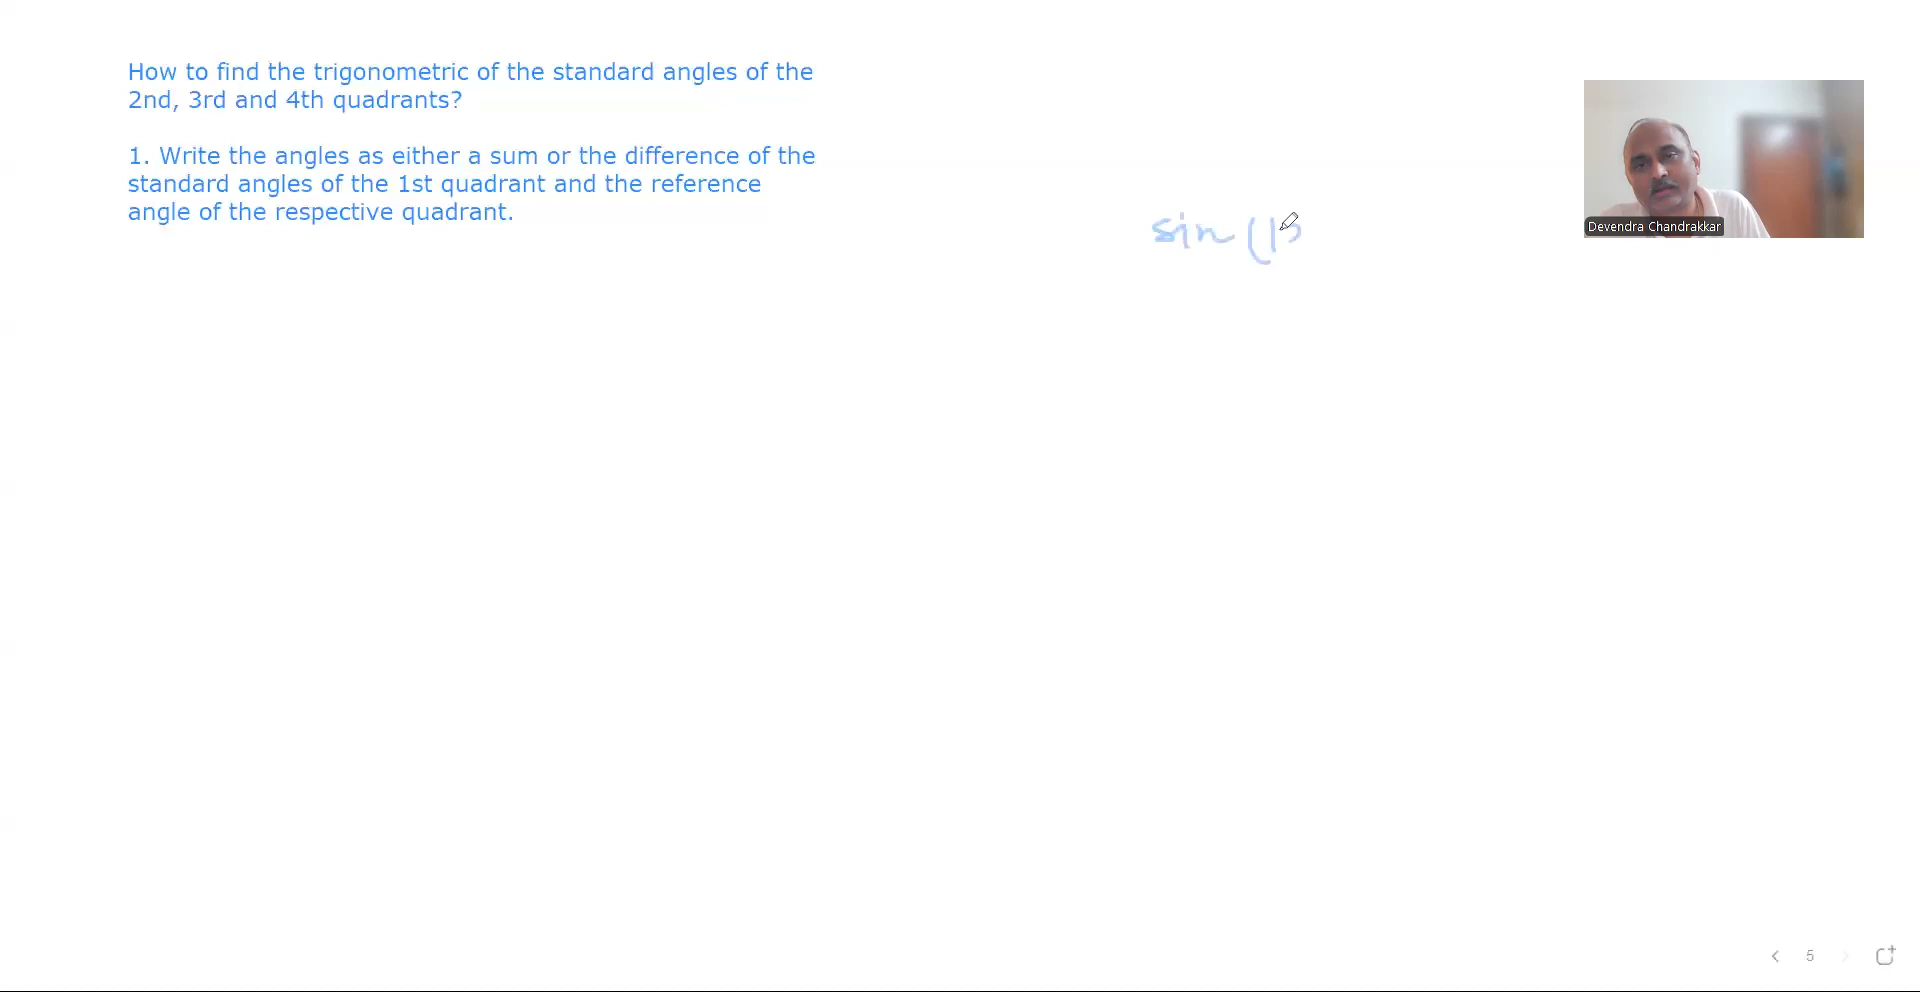 How to find the trigonometric of the standard angles of the
2nd, 3rd and 4th quadrants?
1. Write the angles as either a sum or the difference of the
standard angles of the 1st quadrant and the reference
angle of the respective quadrant.
sin (15
Devendra Chandrakkar
5